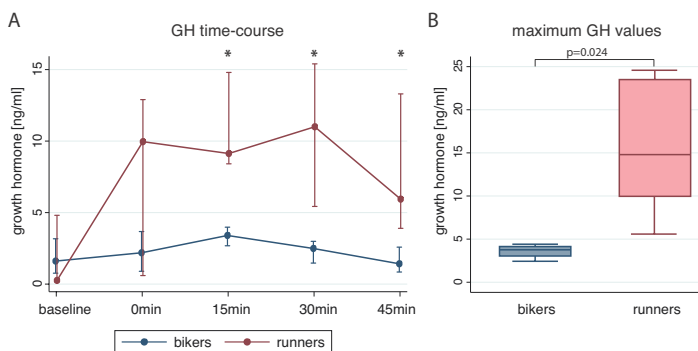 A
GH time-course
* * *
growth hormone [ng/ml]
15
10
5
0
baseline 0min 15min 30min 45min
bikers runners
B
maximum GH values
p=0.024
growth hormone [ng/ml]
25
20
15
10
5
0
bikers runners